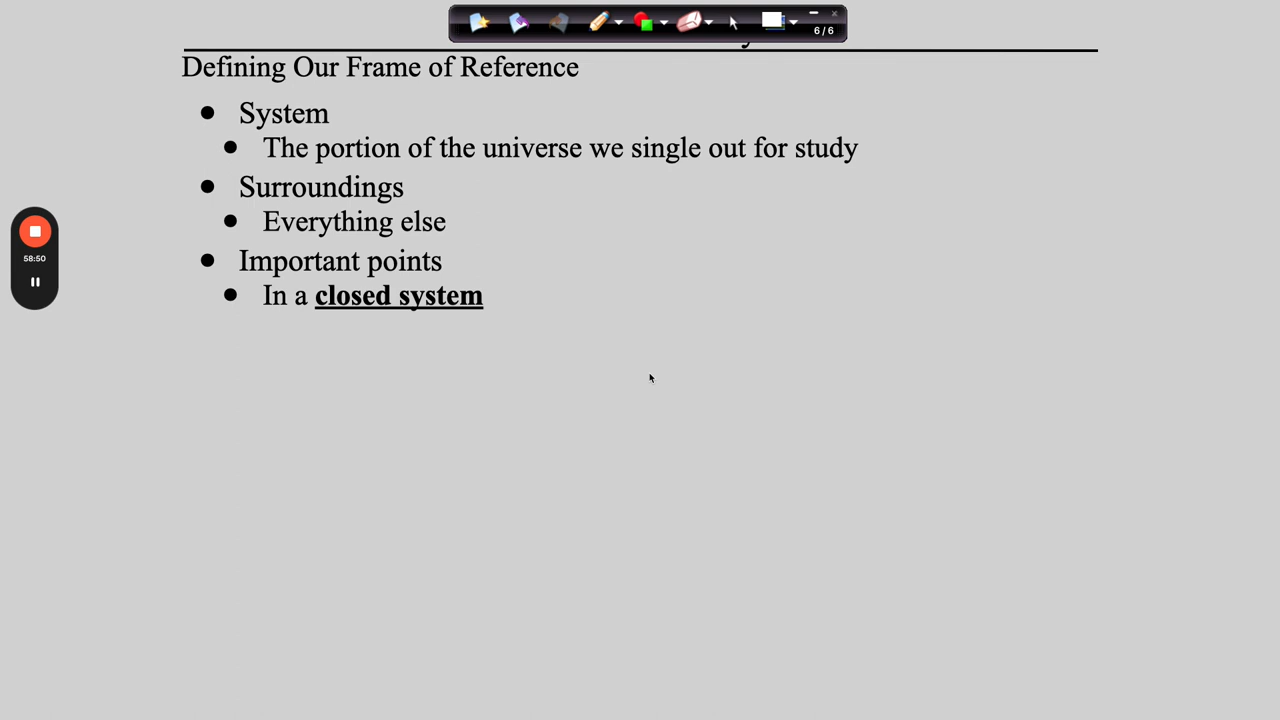 6 / 6
Defining Our Frame of Reference
• System
• The portion of the universe we single out for study
• Surroundings
• Everything else
58:50
• Important points
• In a closed system